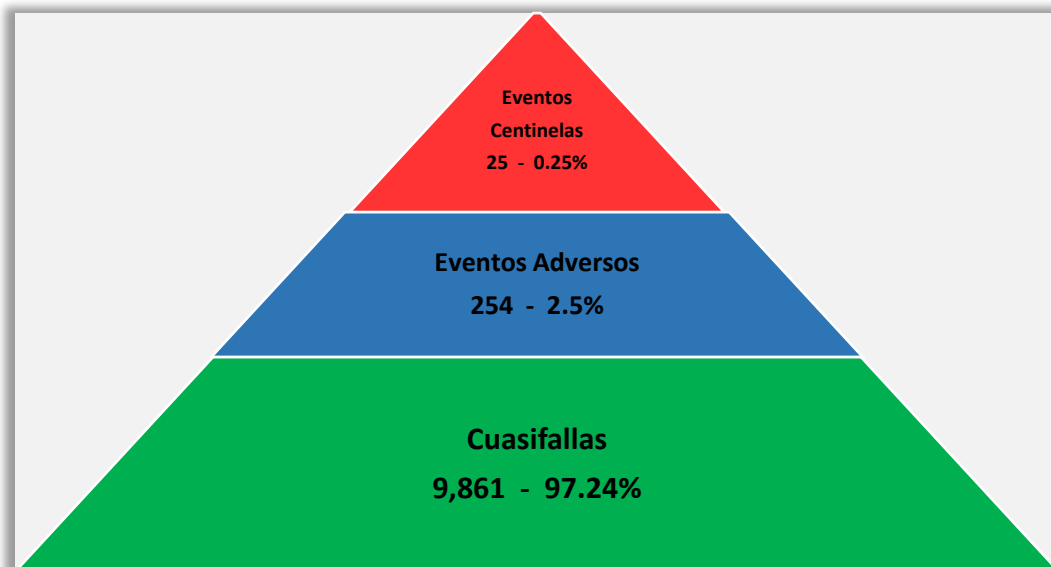 Eventos
Centinelas
25 - 0.25%
Eventos Adversos
254 - 2.5%
Cuasifallas
9,861 - 97.24%